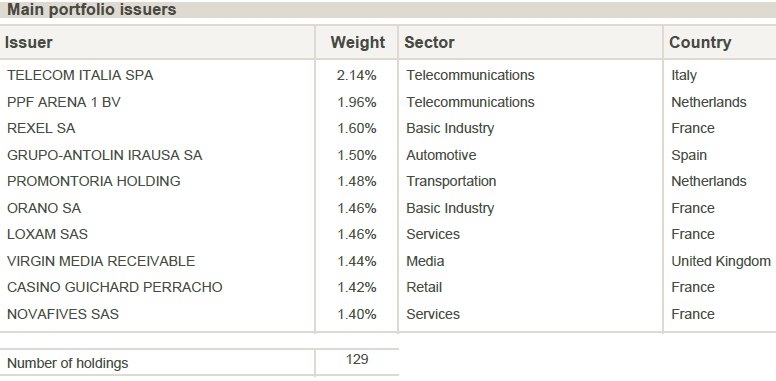 Main portfolio issuers
Issuer Weight Sector Country
TELECOM ITALIA SPA 2.14% Telecommunications Italy
PPF ARENA 1 BV 1.96% Telecommunications Netherlands
REXEL SA 1.60% Basic Industry France
GRUPO-ANTOLIN IRAUSA SA 1.50% Automotive Spain
PROMONTORIA HOLDING 1.48% Transportation Netherlands
ORANO SA 1.46% Basic Industry France
LOXAM SAS 1.46% Services France
VIRGIN MEDIA RECEIVABLE 1.44% Media United Kingdom
CASINO GUICHARD PERRACHO 1.42% Retail France
NOVAFIVES SAS 1.40% Services France
Number of holdings 129